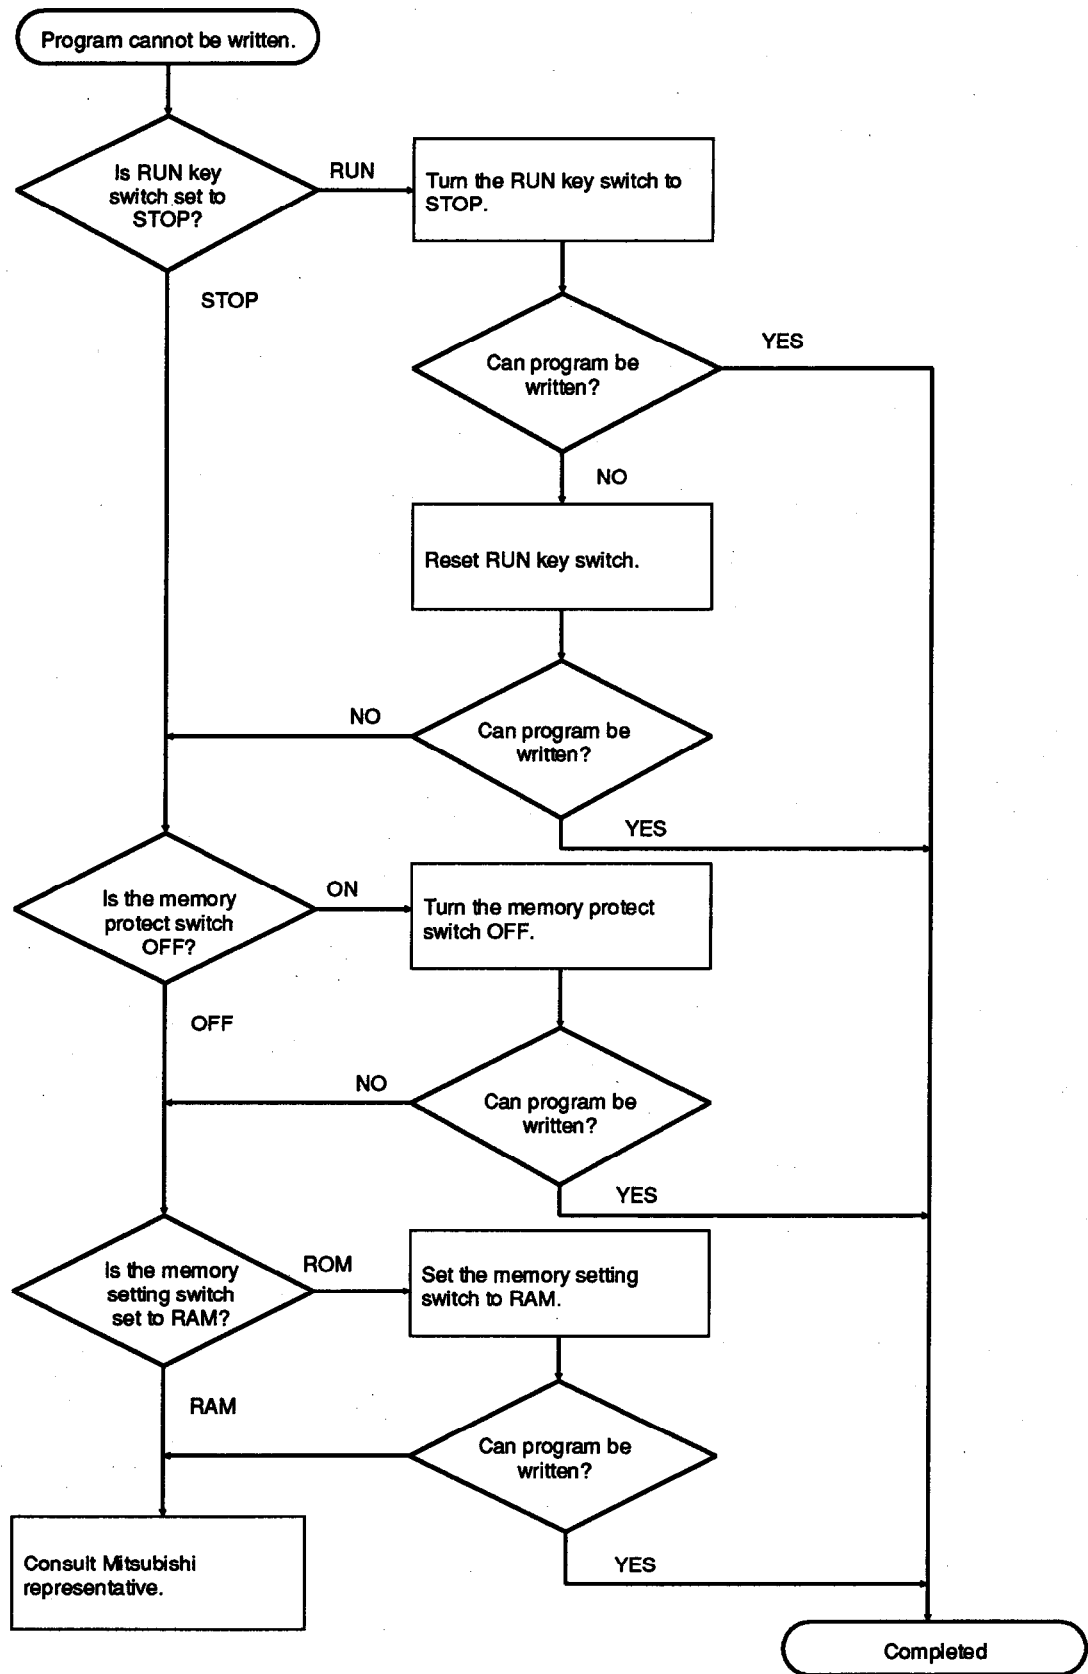 Program cannot be written.
Is RUN key
switch set to
STOP?
RUN
Turn the RUN key switch to
STOP.
STOP
Can program be
written?
YES
NO
Reset RUN key switch.
Can program be
written?
NO
YES
Is the memory
protect switch
OFF?
ON
Turn the memory protect
switch OFF.
OFF
Can program be
written?
NO
YES
Is the memory
setting switch
set to RAM?
ROM
Set the memory setting
switch to RAM.
RAM
Can program be
written?
YES
Consult Mitsubishi
representative.
Completed